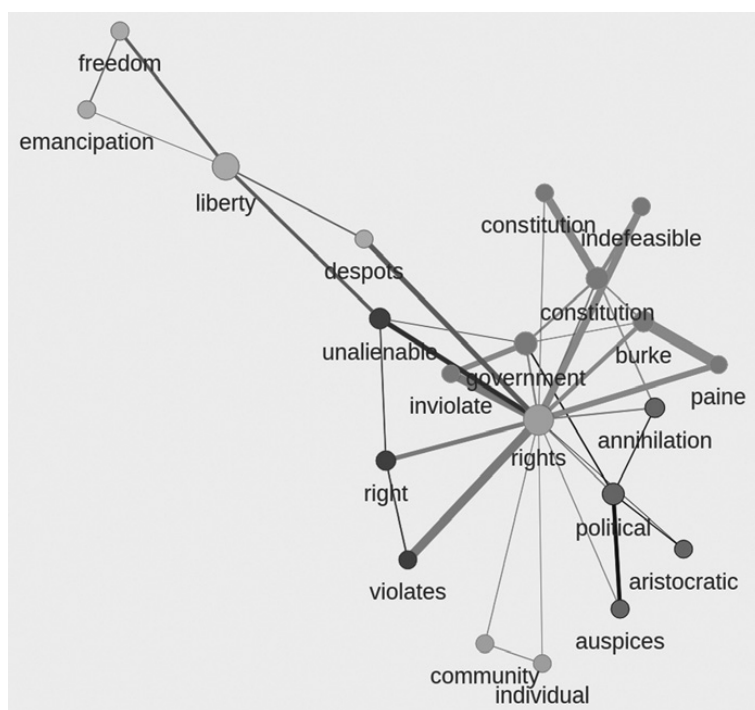 freedom
emancipation
liberty
constitution
indefeasible
despots
constitution
unalienable
burke
government
paine
inviolate
annihilation
rights
right
political
aristocratic
violates
auspices
community
individual